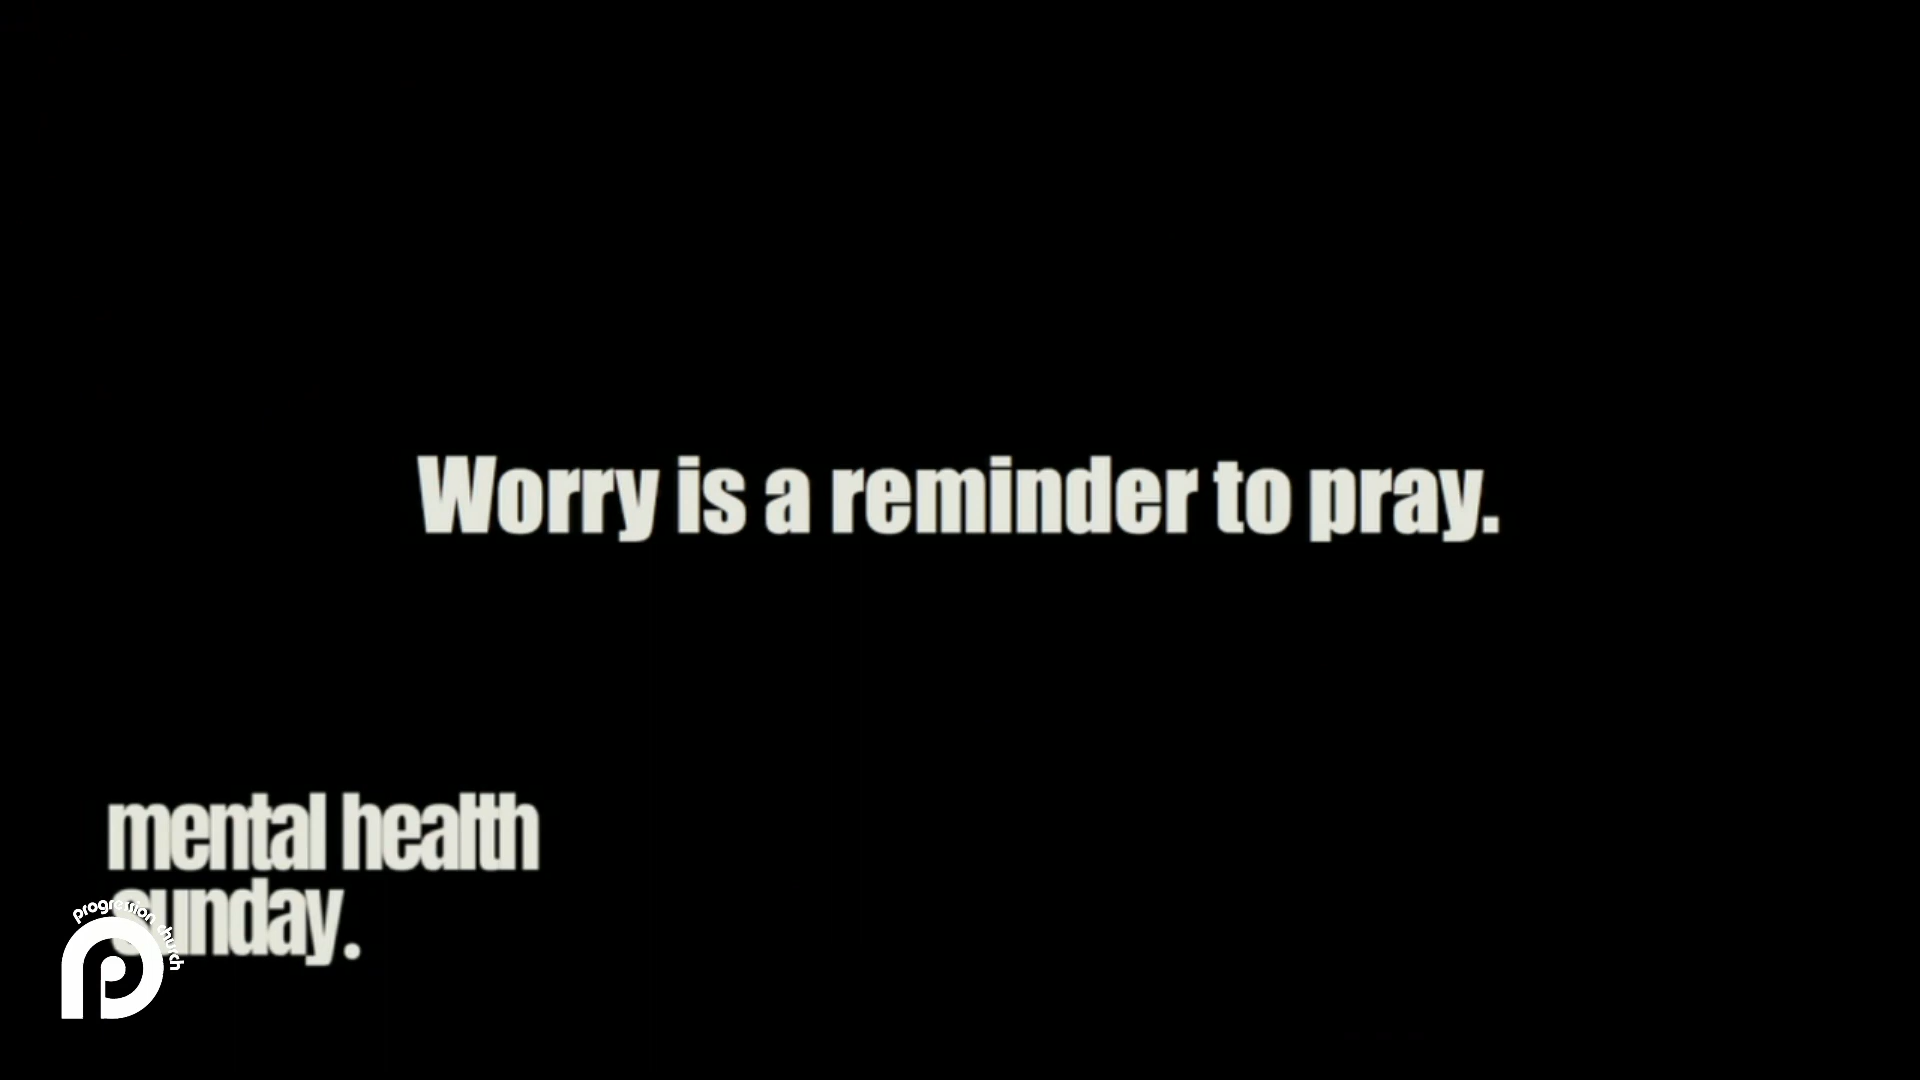 Worry is a reminder to pray.
mental health
sunday.
progression church